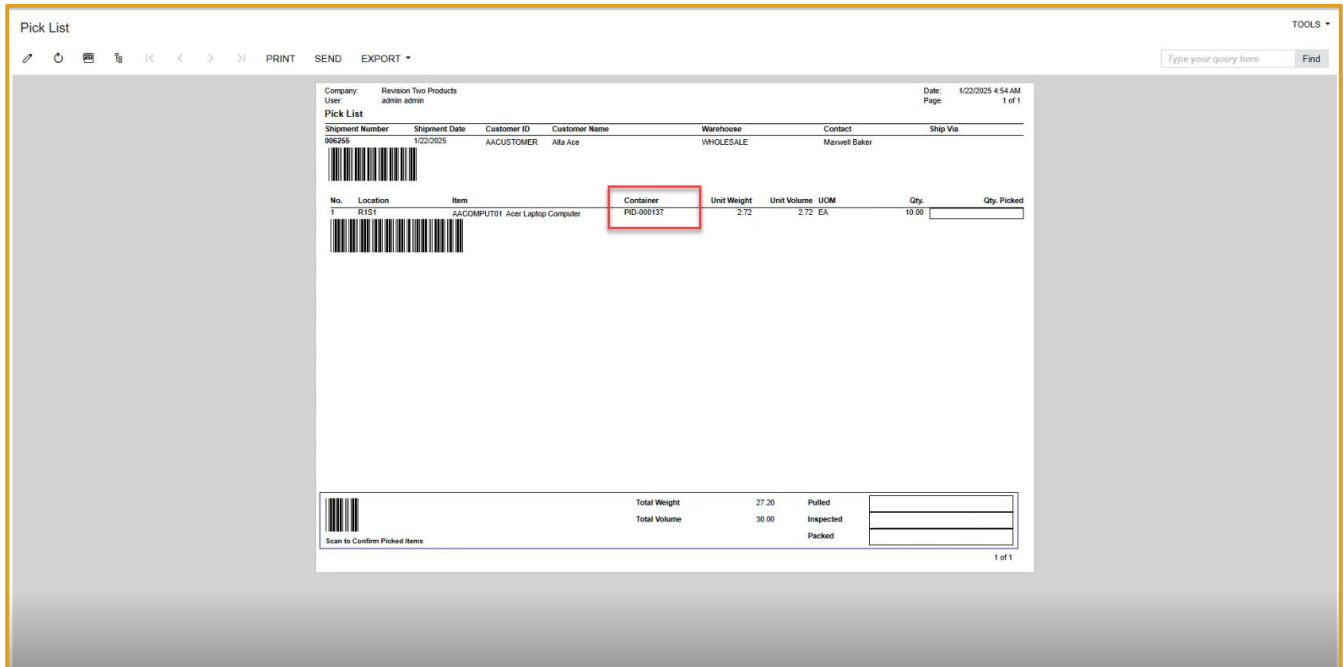 Pick List
TOOLS
PRINT SEND EXPORT
Type your query here Find
Company: Revision Two Products Date: 1/22/2025 4:54 AM
User: admin admin Page: 1 of 1
Pick List
Shipment Number Shipment Date Customer ID Customer Name Warehouse Contact Ship Via
006255 1/22/2025 AACUSTOMER Alta Ace WHOLESALE Maxwell Baker
No. Location Item Container Unit Weight Unit Volume UOM Qty. Qty. Picked
1 R1S1 AACOMPUT01 Acer Laptop Computer PID-000137 2.72 2.72 EA 10.00
Total Weight 27.20 Pulled
Total Volume 30.00 Inspected
Packed
Scan to Confirm Picked Items
1 of 1